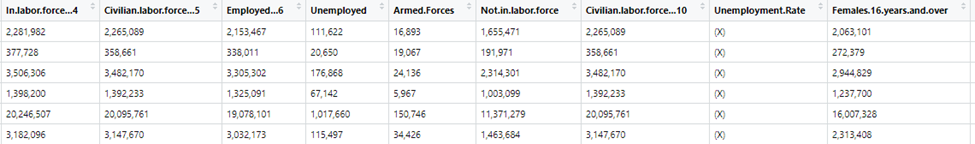 In.labor.force...4 Civilian.labor.force...5 Employed...6 Unemployed Armed.Forces Not.in.labor.force Civilian.labor.force...10 Unemployment.Rate Females.16.years.and.over
2,281,982 2,265,089 2,153,467 111,622 16,893 1,655,471 2,265,089 (X) 2,063,101
377,728 358,661 338,011 20,650 19,067 191,971 358,661 (X) 272,379
3,506,306 3,482,170 3,305,302 176,868 24,136 2,314,301 3,482,170 (X) 2,944,829
1,398,200 1,392,233 1,325,091 67,142 5,967 1,003,099 1,392,233 (X) 1,237,700
20,246,507 20,095,761 19,078,101 1,017,660 150,746 11,371,279 20,095,761 (X) 16,007,328
3,182,096 3,147,670 3,032,173 115,497 34,426 1,463,684 3,147,670 (X) 2,313,408